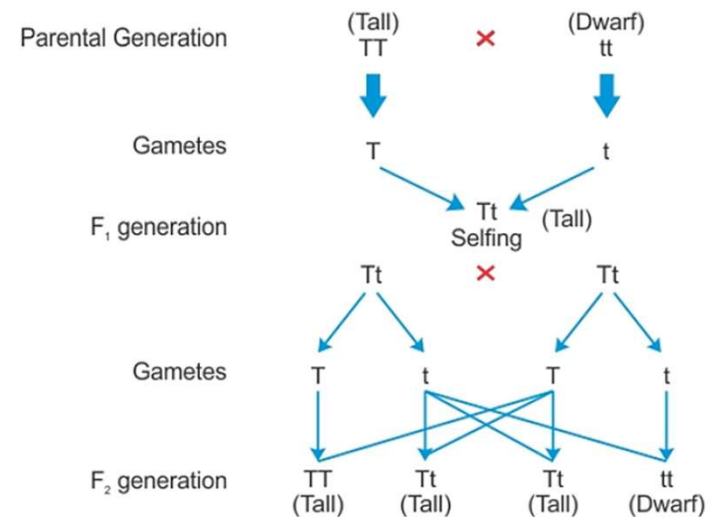 (Tall) (Dwarf)
Parental Generation TT × tt
Gametes T t
F₁ generation Tt (Tall)
Selfing
Tt × Tt
Gametes T t T t
F₂ generation TT Tt Tt tt
(Tall) (Tall) (Tall) (Dwarf)